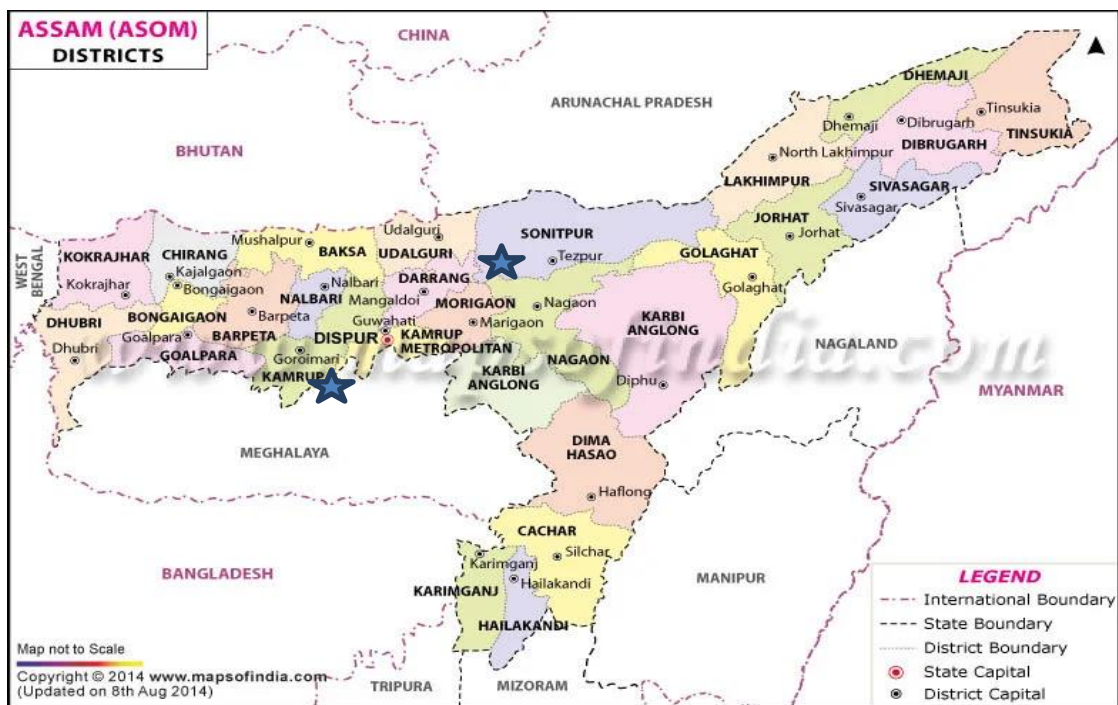 ASSAM (ASOM)
DISTRICTS
CHINA
ARUNACHAL PRADESH
BHUTAN
WEST
BENGAL
NAGALAND
MYANMAR
MEGHALAYA
BANGLADESH
MANIPUR
TRIPURA
MIZORAM
DHEMAJI
Dhemaji
Tinsukia
TINSUKIA
Dibrugarh
DIBRUGARH
North Lakhimpur
LAKHIMPUR
SIVASAGAR
Sivasagar
JORHAT
Jorhat
SONITPUR
Tezpur
GOLAGHAT
Golaghat
Udalguri
UDALGURI
Mushalpur
BAKSA
KOKRAJHAR
Kokrajhar
CHIRANG
Kajalgaon
Bongaigaon
BONGAIGAON
DARRANG
Mangaldoi
Nalbari
NALBARI
MORIGAON
Marigaon
Nagaon
NAGAON
KARBI
ANGLONG
Diphu
DHUBRI
Dhubri
Goalpara
GOALPARA
Barpeta
BARPETA
Guwahati
DISPUR
KAMRUP
METROPOLITAN
Goroimari
KAMRUP
KARBI
ANGLONG
DIMA
HASAO
Haflong
CACHAR
Silchar
Karimganj
KARIMGANJ
Hailakandi
HAILAKANDI
LEGEND
International Boundary
State Boundary
District Boundary
State Capital
District Capital
Map not to Scale
Copyright © 2014 www.mapsofindia.com
(Updated on 8th Aug 2014)